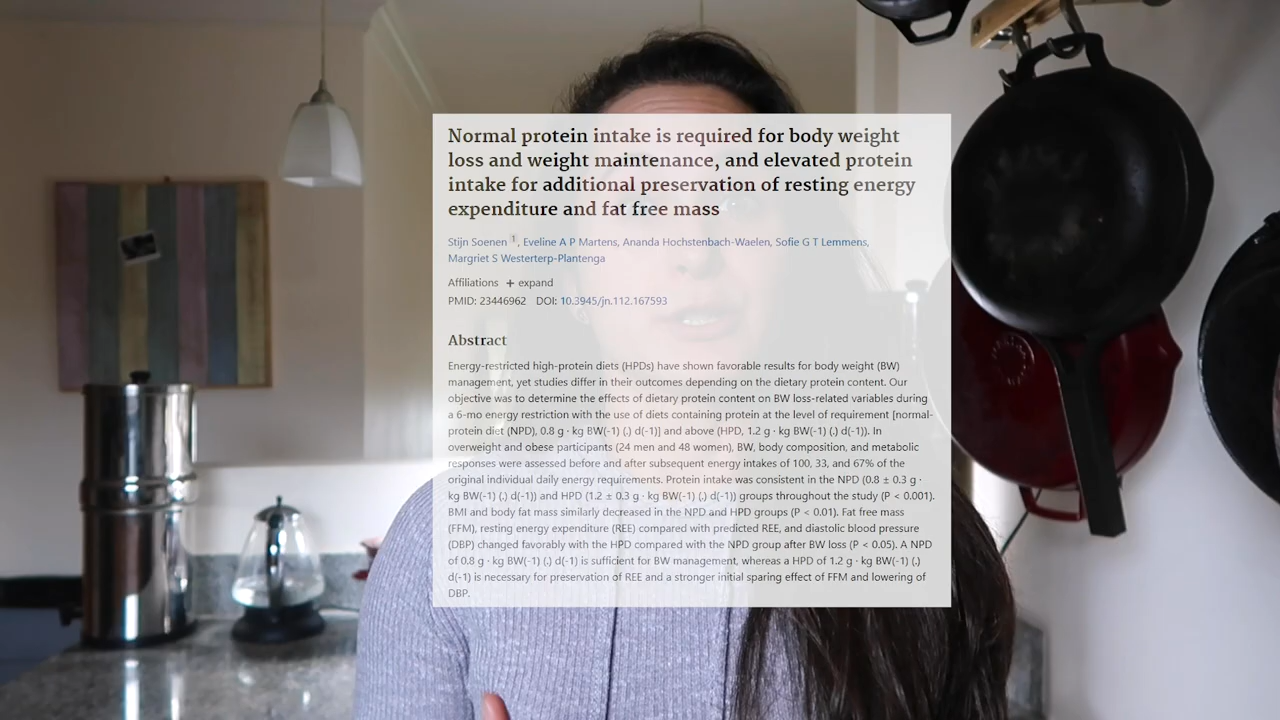 Normal protein intake is required for body weight
loss and weight maintenance, and elevated protein
intake for additional preservation of resting energy
expenditure and fat free mass
Stijn Soenen 1, Eveline A P Martens, Ananda Hochstenbach-Waelen, Sofie G T Lemmens,
Margriet S Westerterp-Plantenga
Affiliations + expand
PMID: 23446962 DOI: 10.3945/jn.112.167593
Abstract
Energy-restricted high-protein diets (HPDs) have shown favorable results for body weight (BW)
management, yet studies differ in their outcomes depending on the dietary protein content. Our
objective was to determine the effects of dietary protein content on BW loss-related variables during
a 6-mo energy restriction with the use of diets containing protein at the level of requirement [normal-
protein diet (NPD), 0.8 g · kg BW(-1) (.) d(-1)] and above (HPD, 1.2 g · kg BW(-1) (.) d(-1)). In
overweight and obese participants (24 men and 48 women), BW, body composition, and metabolic
responses were assessed before and after subsequent energy intakes of 100, 33, and 67% of the
original individual daily energy requirements. Protein intake was consistent in the NPD (0.8 ± 0.3 g ·
kg BW(-1) (.) d(-1)) and HPD (1.2 ± 0.3 g · kg BW(-1) (.) d(-1)) groups throughout the study (P < 0.001).
BMI and body fat mass similarly decreased in the NPD and HPD groups (P < 0.01). Fat free mass
(FFM), resting energy expenditure (REE) compared with predicted REE, and diastolic blood pressure
(DBP) changed favorably with the HPD compared with the NPD group after BW loss (P < 0.05). A NPD
of 0.8 g · kg BW(-1) (.) d(-1) is sufficient for BW management, whereas a HPD of 1.2 g · kg BW(-1) (.)
d(-1) is necessary for preservation of REE and a stronger initial sparing effect of FFM and lowering of
DBP.